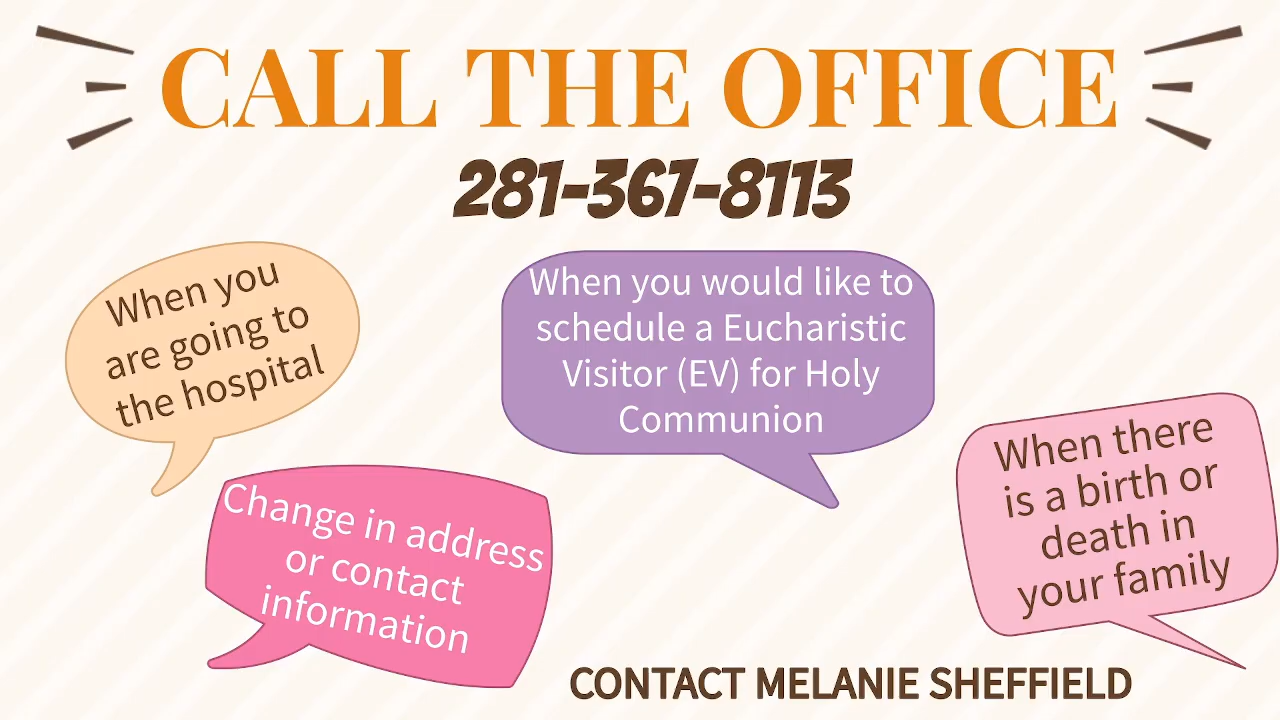 CALL THE OFFICE
281-367-8113
When you
are going to
the hospital
When you would like to
schedule a Eucharistic
Visitor (EV) for Holy
Communion
When there
is a birth or
death in
your family
Change in address
or contact
information
CONTACT MELANIE SHEFFIELD